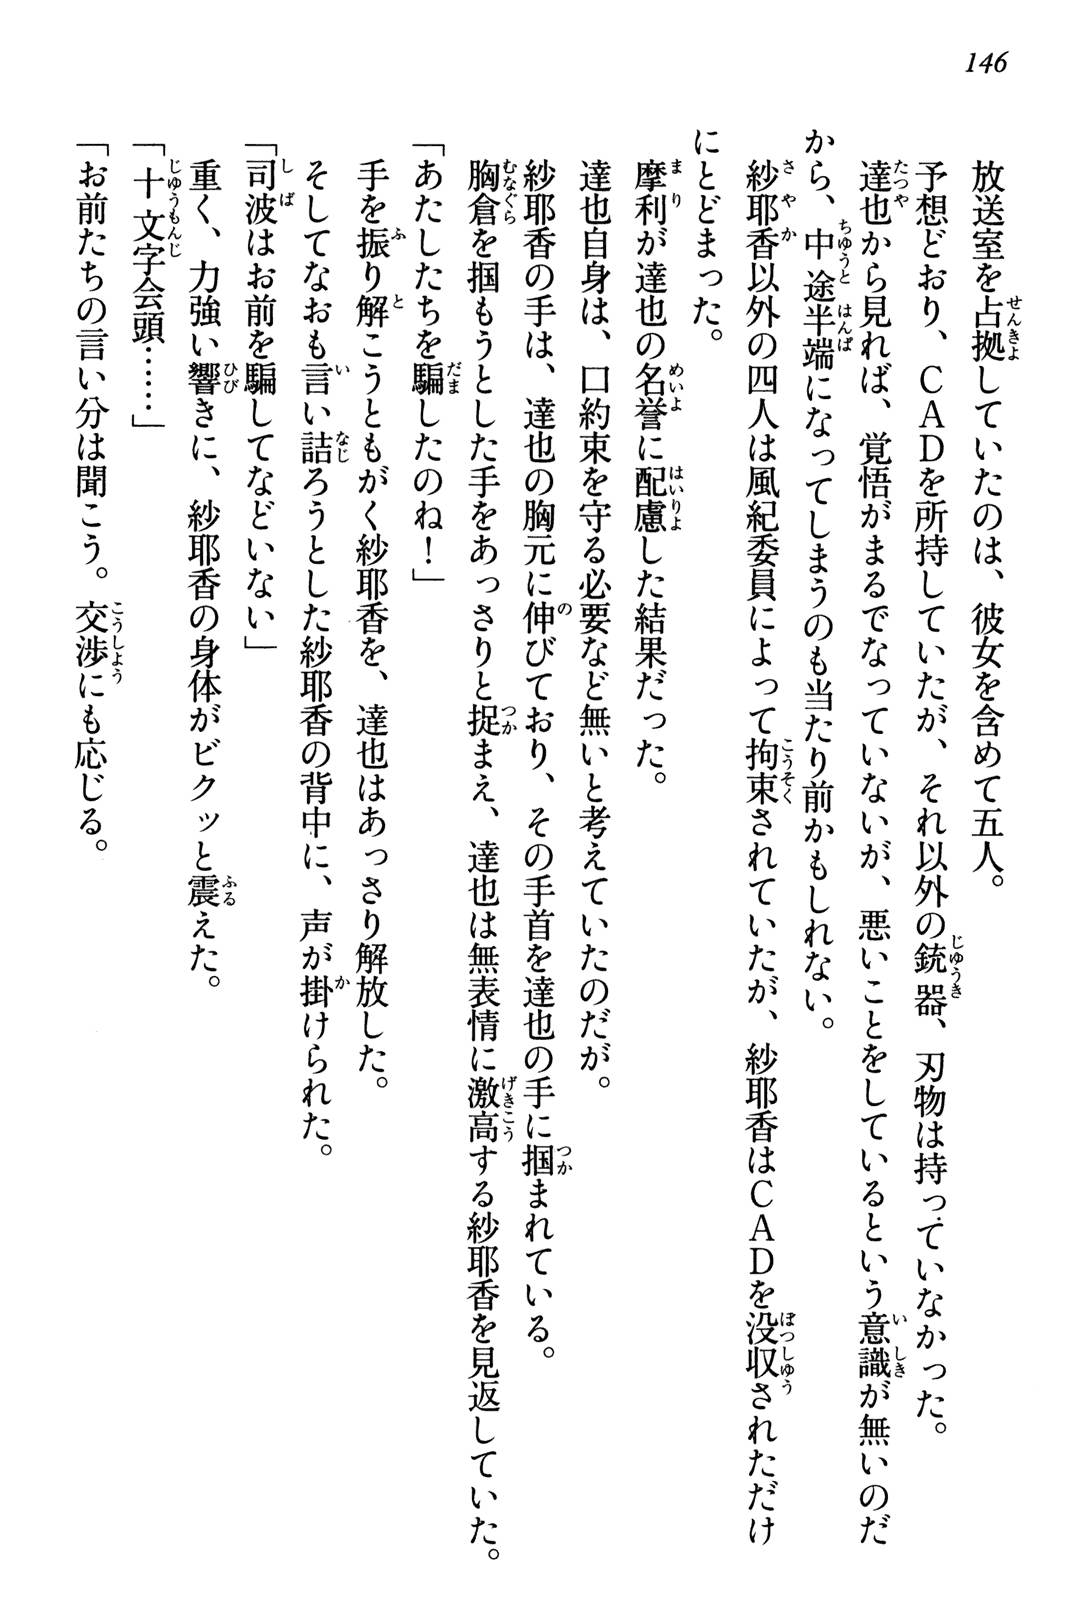 146
放送室を占拠していたのは、彼女を含めて五人。
予想どおり、ＣＡＤを所持していたが、それ以外の銃器、刃物は持っていなかった。
達也から見れば、覚悟がまるでなっていないが、悪いことをしているという意識が無いのだ
から、中途半端になってしまうのも当たり前かもしれない。
紗耶香以外の四人は風紀委員によって拘束されていたが、紗耶香はＣＡＤを没収されただけ
にとどまった。
摩利が達也の名誉に配慮した結果だった。
達也自身は、口約束を守る必要など無いと考えていたのだが。
紗耶香の手は、達也の胸元に伸びており、その手首を達也の手に掴まれている。
胸倉を掴もうとした手をあっさりと捉まえ、達也は無表情に激高する紗耶香を見返していた。
「あたしたちを騙したのね！」
手を振り解こうともがく紗耶香を、達也はあっさり解放した。
そしてなおも言い詰ろうとした紗耶香の背中に、声が掛けられた。
「司波はお前を騙してなどいない」
重く、力強い響きに、紗耶香の身体がビクッと震えた。
「十文字会頭……」
「お前たちの言い分は聞こう。交渉にも応じる。